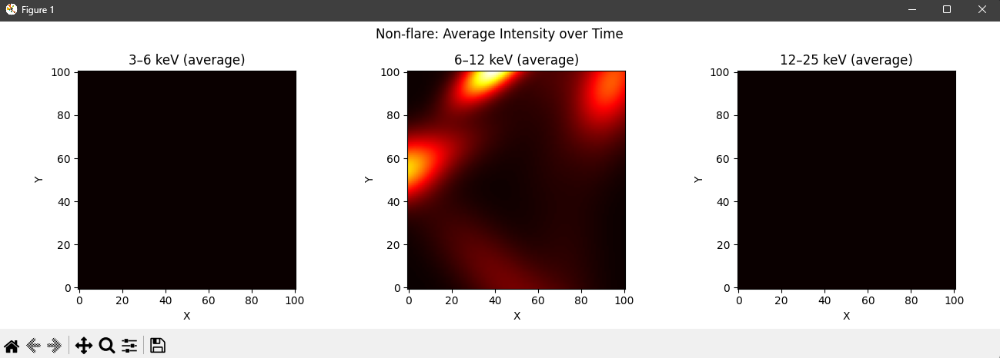 Figure 1
Non-flare: Average Intensity over Time
3–6 keV (average)
100
80
60
40
20
0
Y
0 20 40 60 80 100
X
6–12 keV (average)
100
80
60
40
20
0
Y
0 20 40 60 80 100
X
12–25 keV (average)
100
80
60
40
20
0
Y
0 20 40 60 80 100
X